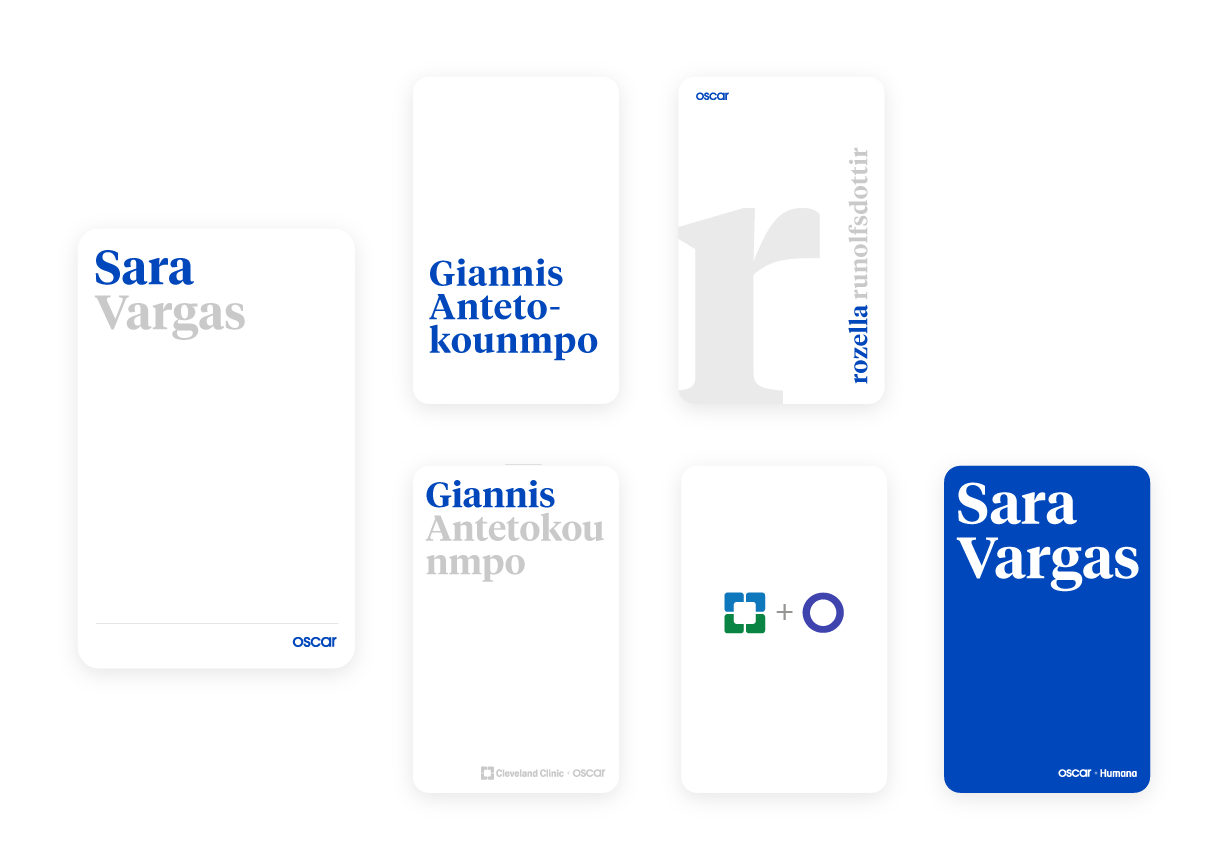 Sara
Vargas
oscar
Giannis
Anteto-
kounmpo
oscar
r
rozella runolfsdottir
Giannis
Antetokou
nmpo
Cleveland Clinic + oscar
+
Sara
Vargas
oscar + Humana